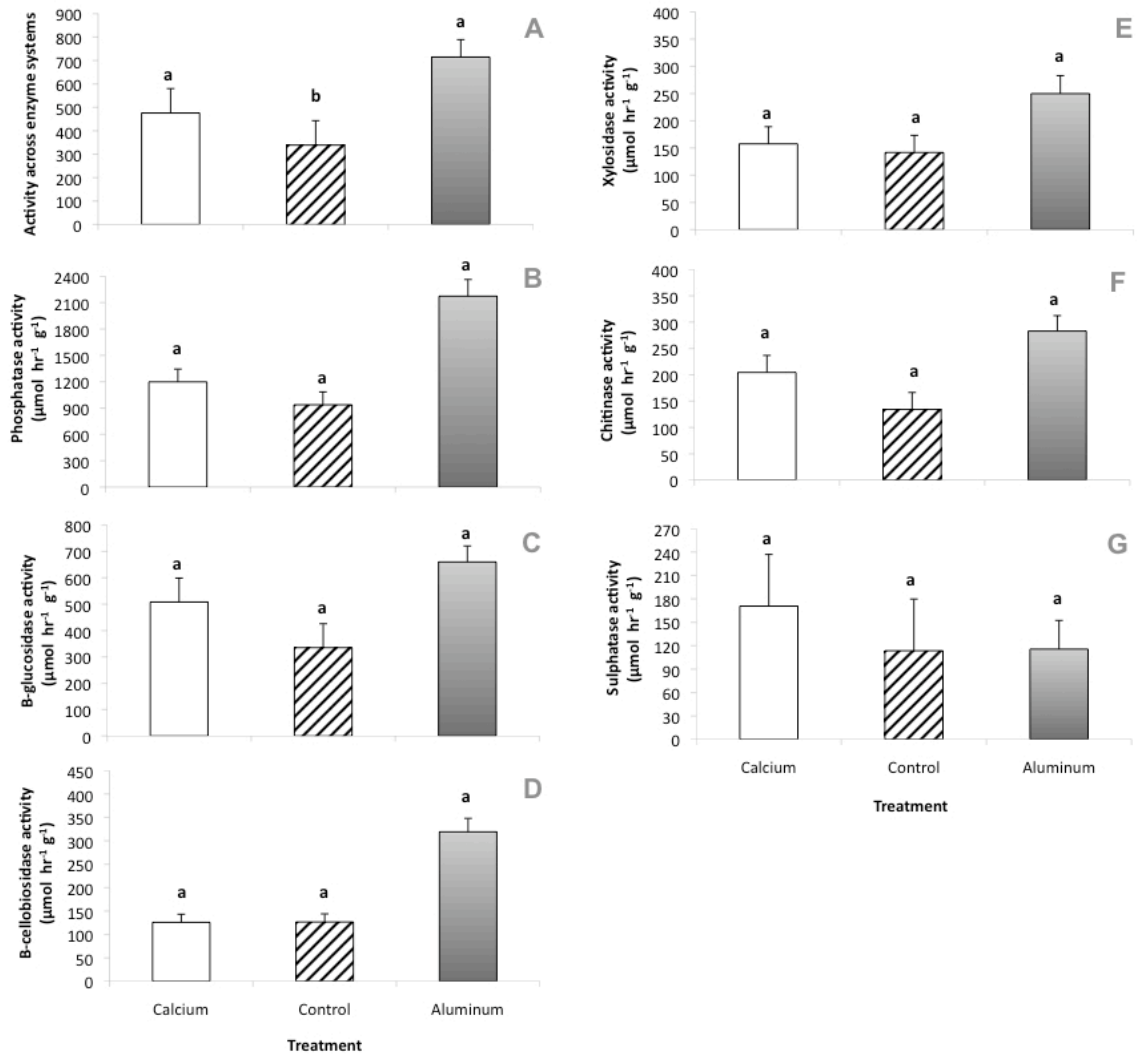 A
Activity across enzyme systems
900
800
700
600
500
400
300
200
100
0
a
b
a
B
Phosphatase activity
(µmol hr⁻¹ g⁻¹)
2400
2100
1800
1500
1200
900
600
300
0
a
a
a
C
B-glucosidase activity
(µmol hr⁻¹ g⁻¹)
800
700
600
500
400
300
200
100
0
a
a
a
D
B-cellobiosidase activity
(µmol hr⁻¹ g⁻¹)
450
400
350
300
250
200
150
100
50
0
a
a
a
Calcium Control Aluminum
Treatment
E
Xylosidase activity
(µmol hr⁻¹ g⁻¹)
400
350
300
250
200
150
100
50
0
a
a
a
F
Chitinase activity
(µmol hr⁻¹ g⁻¹)
400
350
300
250
200
150
100
50
0
a
a
a
G
Sulphatase activity
(µmol hr⁻¹ g⁻¹)
270
240
210
180
150
120
90
60
30
0
a
a
a
Calcium Control Aluminum
Treatment